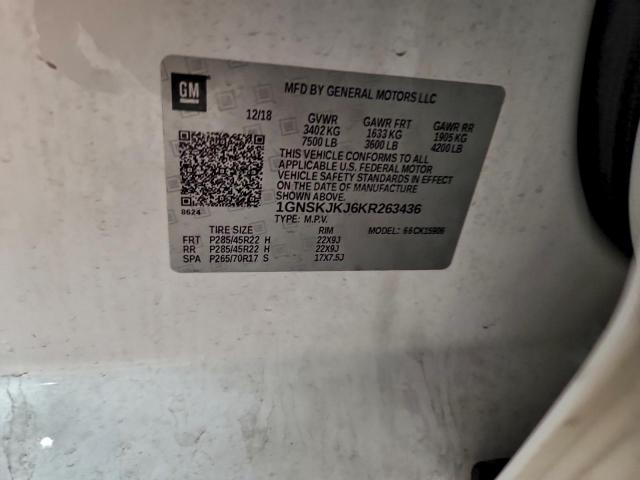 GM
MFD BY GENERAL MOTORS LLC
12/18 GVWR GAWR FRT GAWR RR
3402 KG 1633 KG 1905 KG
7500 LB 3600 LB 4200 LB
THIS VEHICLE CONFORMS TO ALL
APPLICABLE U.S. FEDERAL MOTOR
VEHICLE SAFETY STANDARDS IN EFFECT
ON THE DATE OF MANUFACTURE
SHOWN ABOVE.
8624
1GNSKJKJ6KR263436
TYPE: M.P.V. MODEL: 66CK15906
TIRE SIZE RIM
FRT P285/45R22 H 22X9J
RR P285/45R22 H 22X9J
SPA P265/70R17 S 17X7.5J